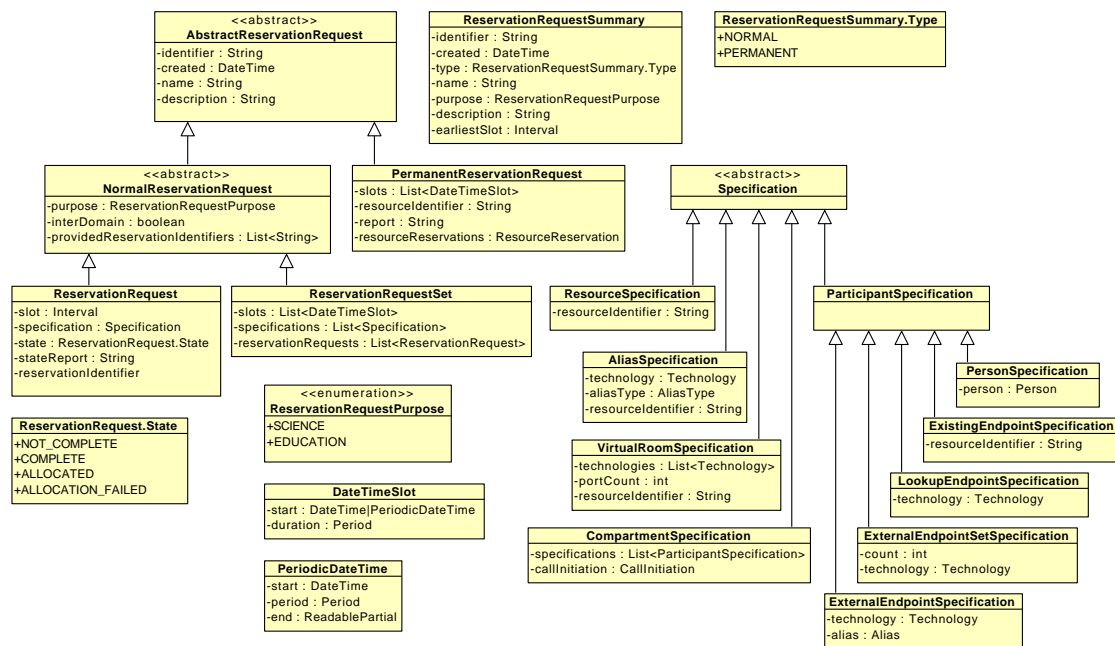 <<abstract>>
AbstractReservationRequest
-identifier : String
-created : DateTime
-name : String
-description : String
ReservationRequestSummary
-identifier : String
-created : DateTime
-type : ReservationRequestSummary.Type
-name : String
-purpose : ReservationRequestPurpose
-description : String
-earliestSlot : Interval
ReservationRequestSummary.Type
+NORMAL
+PERMANENT
<<abstract>>
NormalReservationRequest
-purpose : ReservationRequestPurpose
-interDomain : boolean
-providedReservationIdentifiers : List<String>
PermanentReservationRequest
-slots : List<DateTimeSlot>
-resourceIdentifier : String
-report : String
-resourceReservations : ResourceReservation
<<abstract>>
Specification
ReservationRequest
-slot : Interval
-specification : Specification
-state : ReservationRequest.State
-stateReport : String
-reservationIdentifier
ReservationRequestSet
-slots : List<DateTimeSlot>
-specifications : List<Specification>
-reservationRequests : List<ReservationRequest>
ResourceSpecification
-resourceIdentifier : String
ParticipantSpecification
AliasSpecification
-technology : Technology
-aliasType : AliasType
-resourceIdentifier : String
PersonSpecification
-person : Person
<<enumeration>>
ReservationRequestPurpose
+SCIENCE
+EDUCATION
ReservationRequest.State
+NOT_COMPLETE
+COMPLETE
+ALLOCATED
+ALLOCATION_FAILED
ExistingEndpointSpecification
-resourceIdentifier : String
VirtualRoomSpecification
-technologies : List<Technology>
-portCount : int
-resourceIdentifier : String
LookupEndpointSpecification
-technology : Technology
DateTimeSlot
-start : DateTime|PeriodicDateTime
-duration : Period
CompartmentSpecification
-specifications : List<ParticipantSpecification>
-callInitiation : CallInitiation
ExternalEndpointSetSpecification
-count : int
-technology : Technology
PeriodicDateTime
-start : DateTime
-period : Period
-end : ReadablePartial
ExternalEndpointSpecification
-technology : Technology
-alias : Alias